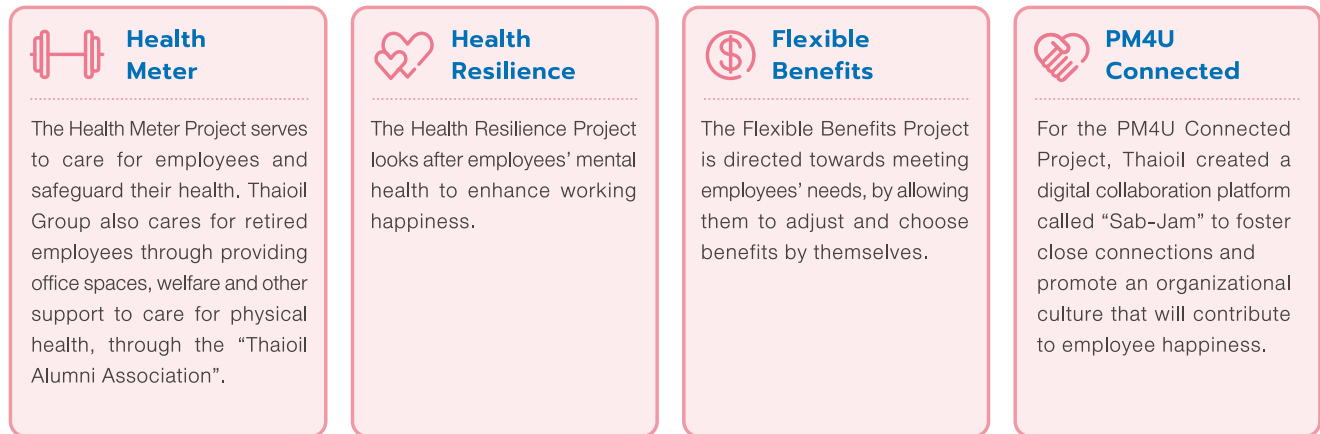 Health
Meter
The Health Meter Project serves
to care for employees and
safeguard their health. Thaioil
Group also cares for retired
employees through providing
office spaces, welfare and other
support to care for physical
health, through the “Thaioil
Alumni Association”.
Health
Resilience
The Health Resilience Project
looks after employees’ mental
health to enhance working
happiness.
Flexible
Benefits
The Flexible Benefits Project
is directed towards meeting
employees’ needs, by allowing
them to adjust and choose
benefits by themselves.
PM4U
Connected
For the PM4U Connected
Project, Thaioil created a
digital collaboration platform
called “Sab-Jam” to foster
close connections and
promote an organizational
culture that will contribute
to employee happiness.